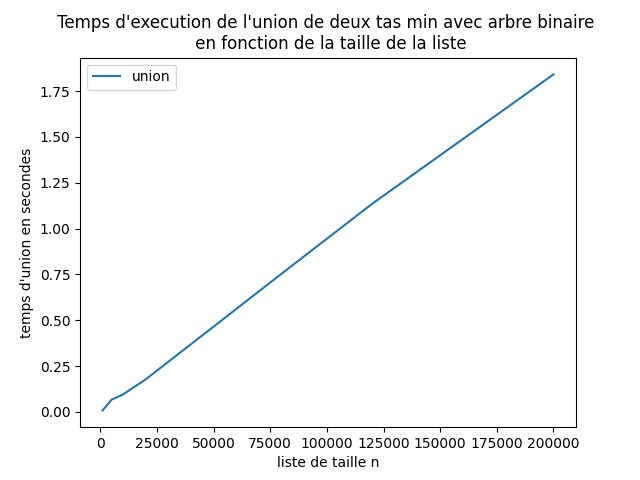 Temps d'execution de l'union de deux tas min avec arbre binaire
en fonction de la taille de la liste
union
1.75
1.50
1.25
1.00
0.75
0.50
0.25
0.00
temps d'union en secondes
0 25000 50000 75000 100000 125000 150000 175000 200000
liste de taille n